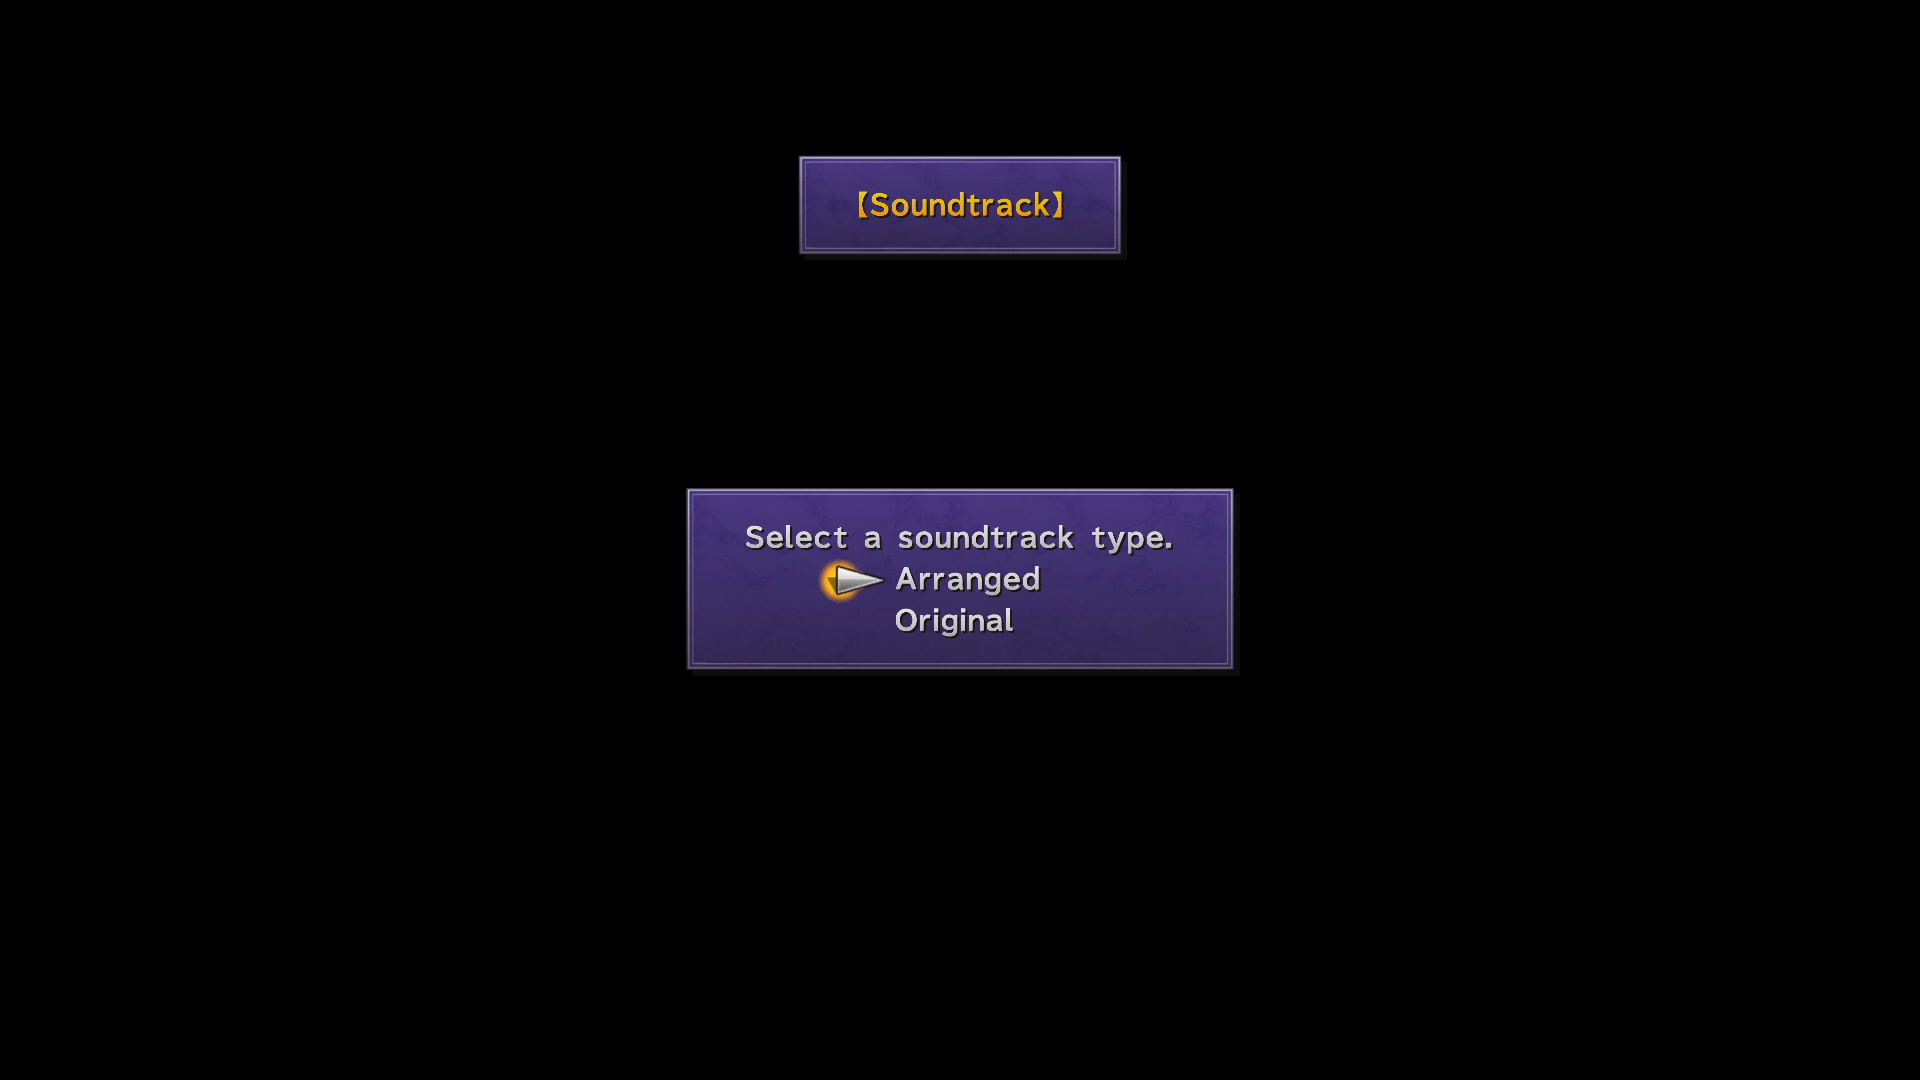 【Soundtrack】
Select a soundtrack type.
Arranged
Original